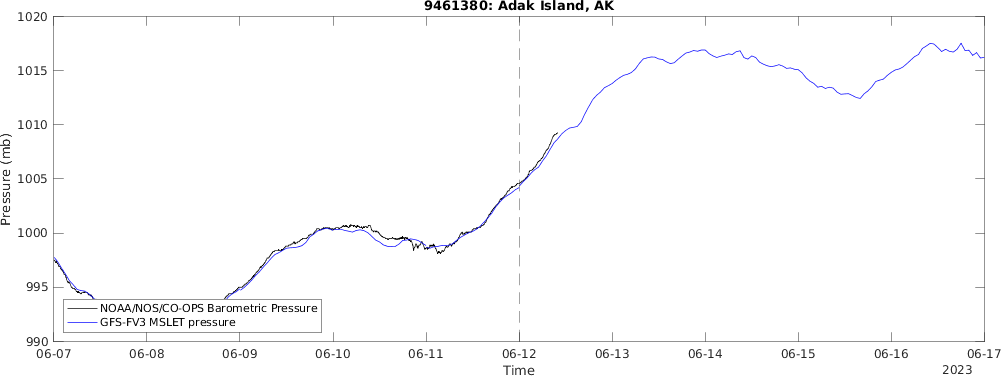 9461380: Adak Island, AK
Pressure (mb)
1020
1015
1010
1005
1000
995
990
NOAA/NOS/CO-OPS Barometric Pressure
GFS-FV3 MSLET pressure
06-07 06-08 06-09 06-10 06-11 06-12 06-13 06-14 06-15 06-16 06-17
Time
2023